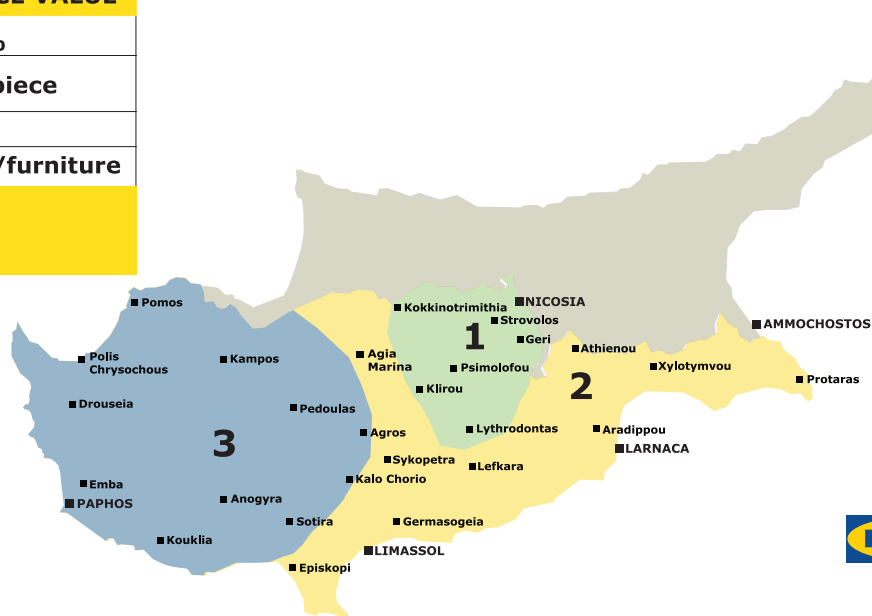 piece
/furniture
Pomos
Kokkinotrimithia
NICOSIA
Strovolos
AMMOCHOSTOS
1
Geri
Athienou
Agia
Marina
Polis
Chrysochous
Kampos
Psimolofou
Xylotymvou
Protaras
Klirou
2
Drouseia
Pedoulas
Agros
Lythrodontas
Aradippou
3
LARNACA
Sykopetra
Lefkara
Kalo Chorio
Emba
PAPHOS
Anogyra
Sotira
Germasogeia
Kouklia
LIMASSOL
Episkopi